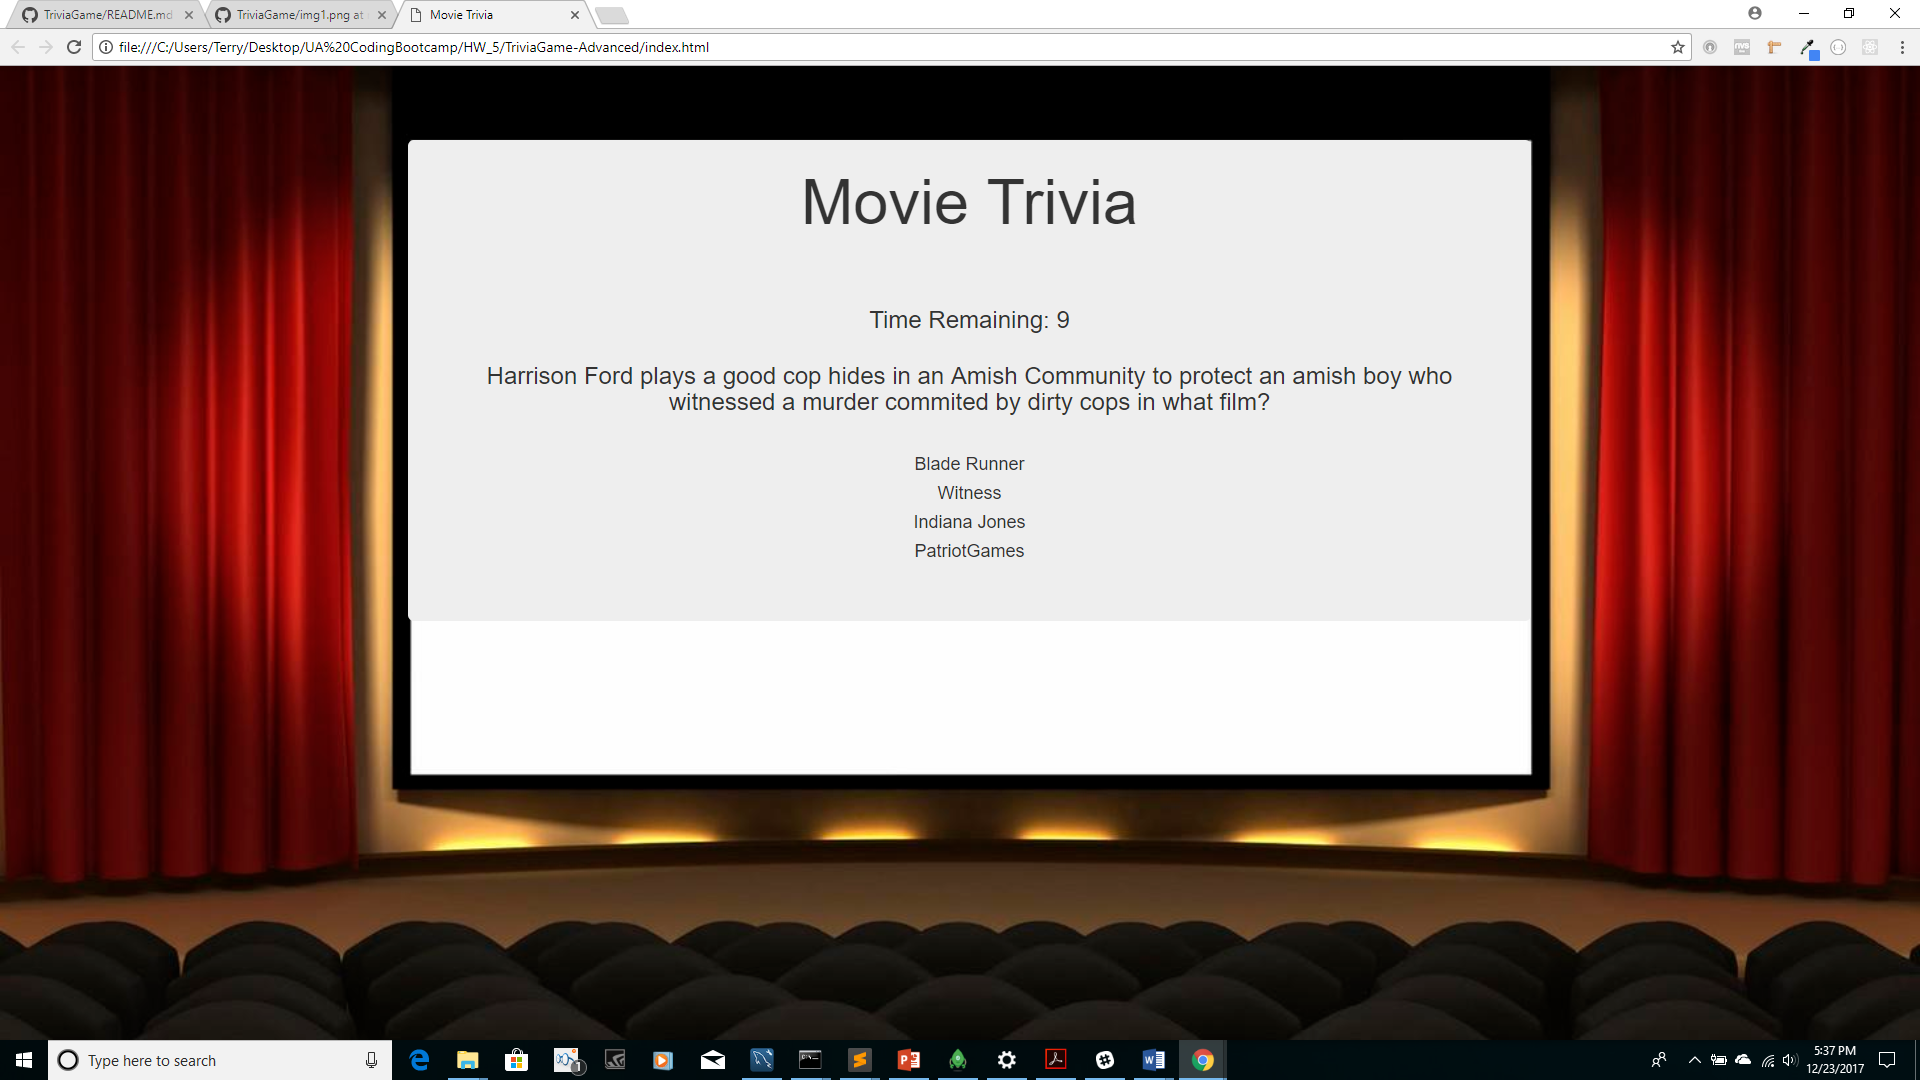 TriviaGame/README.md
TriviaGame/img1.png at
Movie Trivia
file:///C:/Users/Terry/Desktop/UA%20CodingBootcamp/HW_5/TriviaGame-Advanced/index.html
Movie Trivia
Time Remaining: 9
Harrison Ford plays a good cop hides in an Amish Community to protect an amish boy who
witnessed a murder commited by dirty cops in what film?
Blade Runner
Witness
Indiana Jones
PatriotGames
Type here to search
1
5:37 PM
12/23/2017